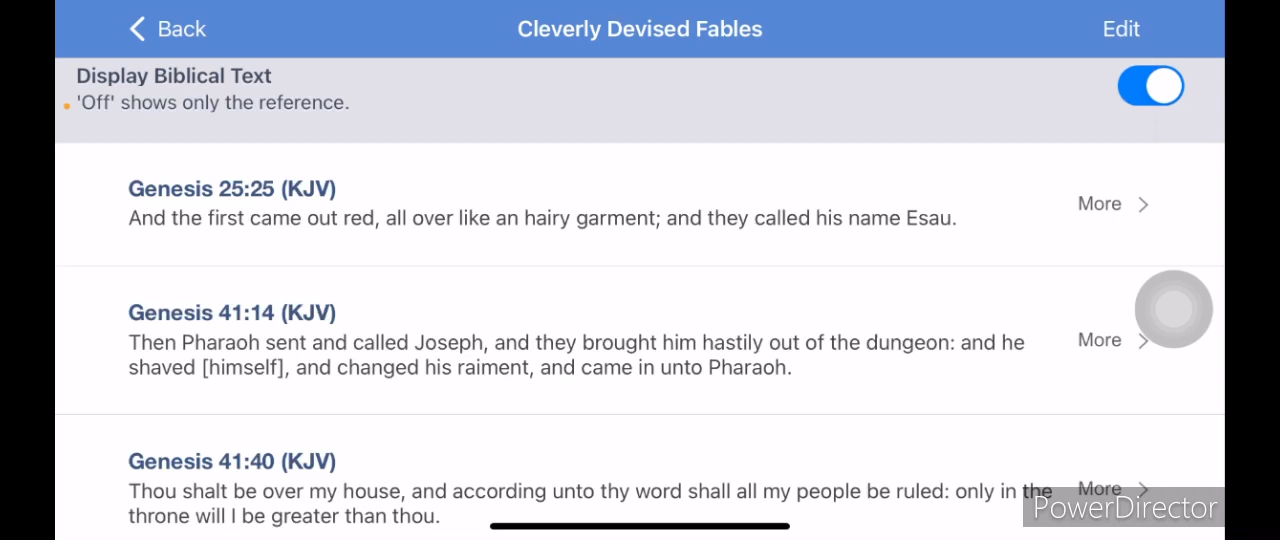 Back
Cleverly Devised Fables
Edit
Display Biblical Text
'Off' shows only the reference.
Genesis 25:25 (KJV)
And the first came out red, all over like an hairy garment; and they called his name Esau.
More
Genesis 41:14 (KJV)
Then Pharaoh sent and called Joseph, and they brought him hastily out of the dungeon: and he
shaved [himself], and changed his raiment, and came in unto Pharaoh.
More
Genesis 41:40 (KJV)
Thou shalt be over my house, and according unto thy word shall all my people be ruled: only in the
throne will I be greater than thou.
More
PowerDirector